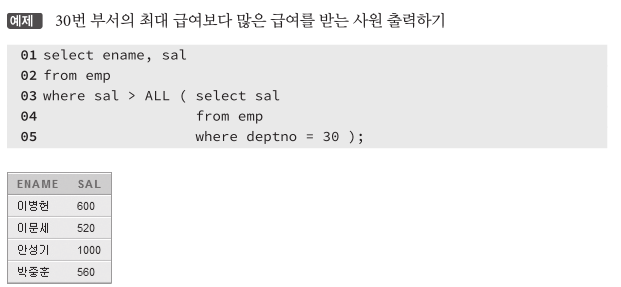 예제 30번 부서의 최대 급여보다 많은 급여를 받는 사원 출력하기
01 select ename, sal
02 from emp
03 where sal > ALL ( select sal
04 from emp
05 where deptno = 30 );
ENAME SAL
이병헌 600
이문세 520
안성기 1000
박중훈 560